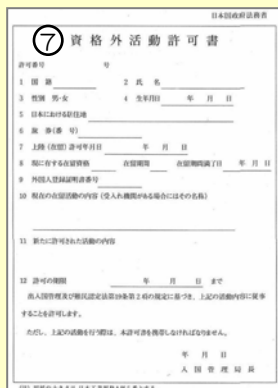 日本国政府法務省
⑦ 資格外活動許可書
許可番号 号
1 国籍 2 氏名
3 性別 男・女 4 生年月日 年 月 日
5 日本における居住地
6 旅券(番号)
7 上陸(在留)許可年月日 年 月 日
8 現に有する在留資格 在留期間 在留期間満了日 年 月 日
9 外国人登録証明書番号
10 現在の在留活動の内容(受入れ機関がある場合にはその名称)
11 新たに許可された活動の内容
12 許可の期限 年 月 日 まで
出入国管理及び難民認定法第19条第2項の規定に基づき、上記の活動内容に従事
することを許可します。
ただし、上記の活動を行う際は、本許可書を携帯しなければなりません。
年 月 日
入国管理局長